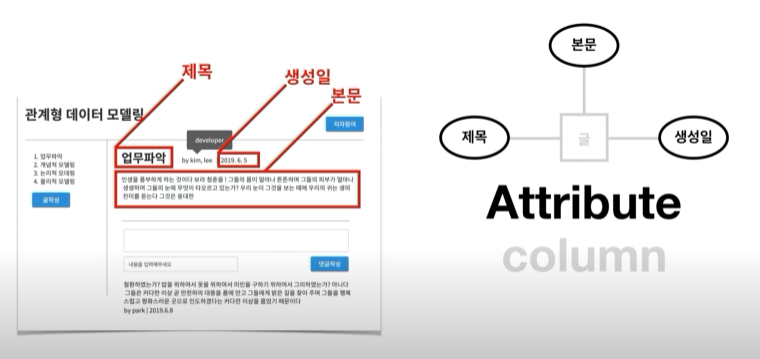 제목
생성일
본문
관계형 데이터 모델링
저자참여
developer
1. 업무파악
2. 개념적 모델링
3. 논리적 모델링
4. 물리적 모델링
글작성
업무파악
by kim, lee
2019. 6. 5
인생을 풍부하게 하는 것이다 보라 청춘을 ! 그들의 몸이 얼마나 튼튼하며 그들의 피부가 얼마나
생생하며 그들의 눈에 무엇이 타오르고 있는가? 우리 눈이 그것을 보는 때에 우리의 귀는 생의
찬미를 듣는다 그것은 웅대한
내용을 입력해주세요
댓글작성
철환하였는가? 밥을 위하여서 옷을 위하여서 미인을 구하기 위하여서 그리하였는가? 아니다
그들은 커다란 이상 곧 만천하의 대중을 품에 안고 그들에게 밝은 길을 찾아 주며 그들을 행복
스럽고 평화스러운 곳으로 인도하겠다는 커다란 이상을 품었기 때문이다
by park | 2019.6.8
본문
제목
글
생성일
Attribute
column